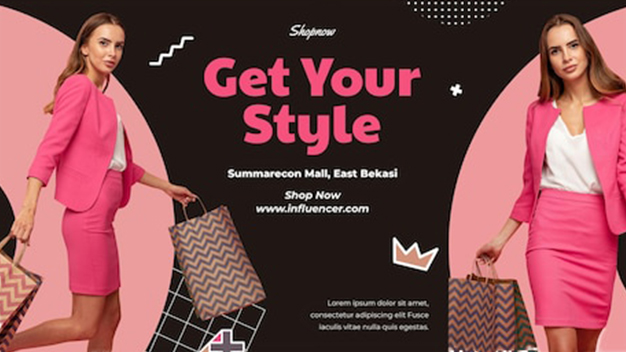 Shopnow
Get Your
Style
Summarecon Mall, East Bekasi
Shop Now
www.influencer.com
Lorem ipsum dolor sit amet,
consectetur adipiscing elit Fusce
iaculis vitae mattis quis egestas.